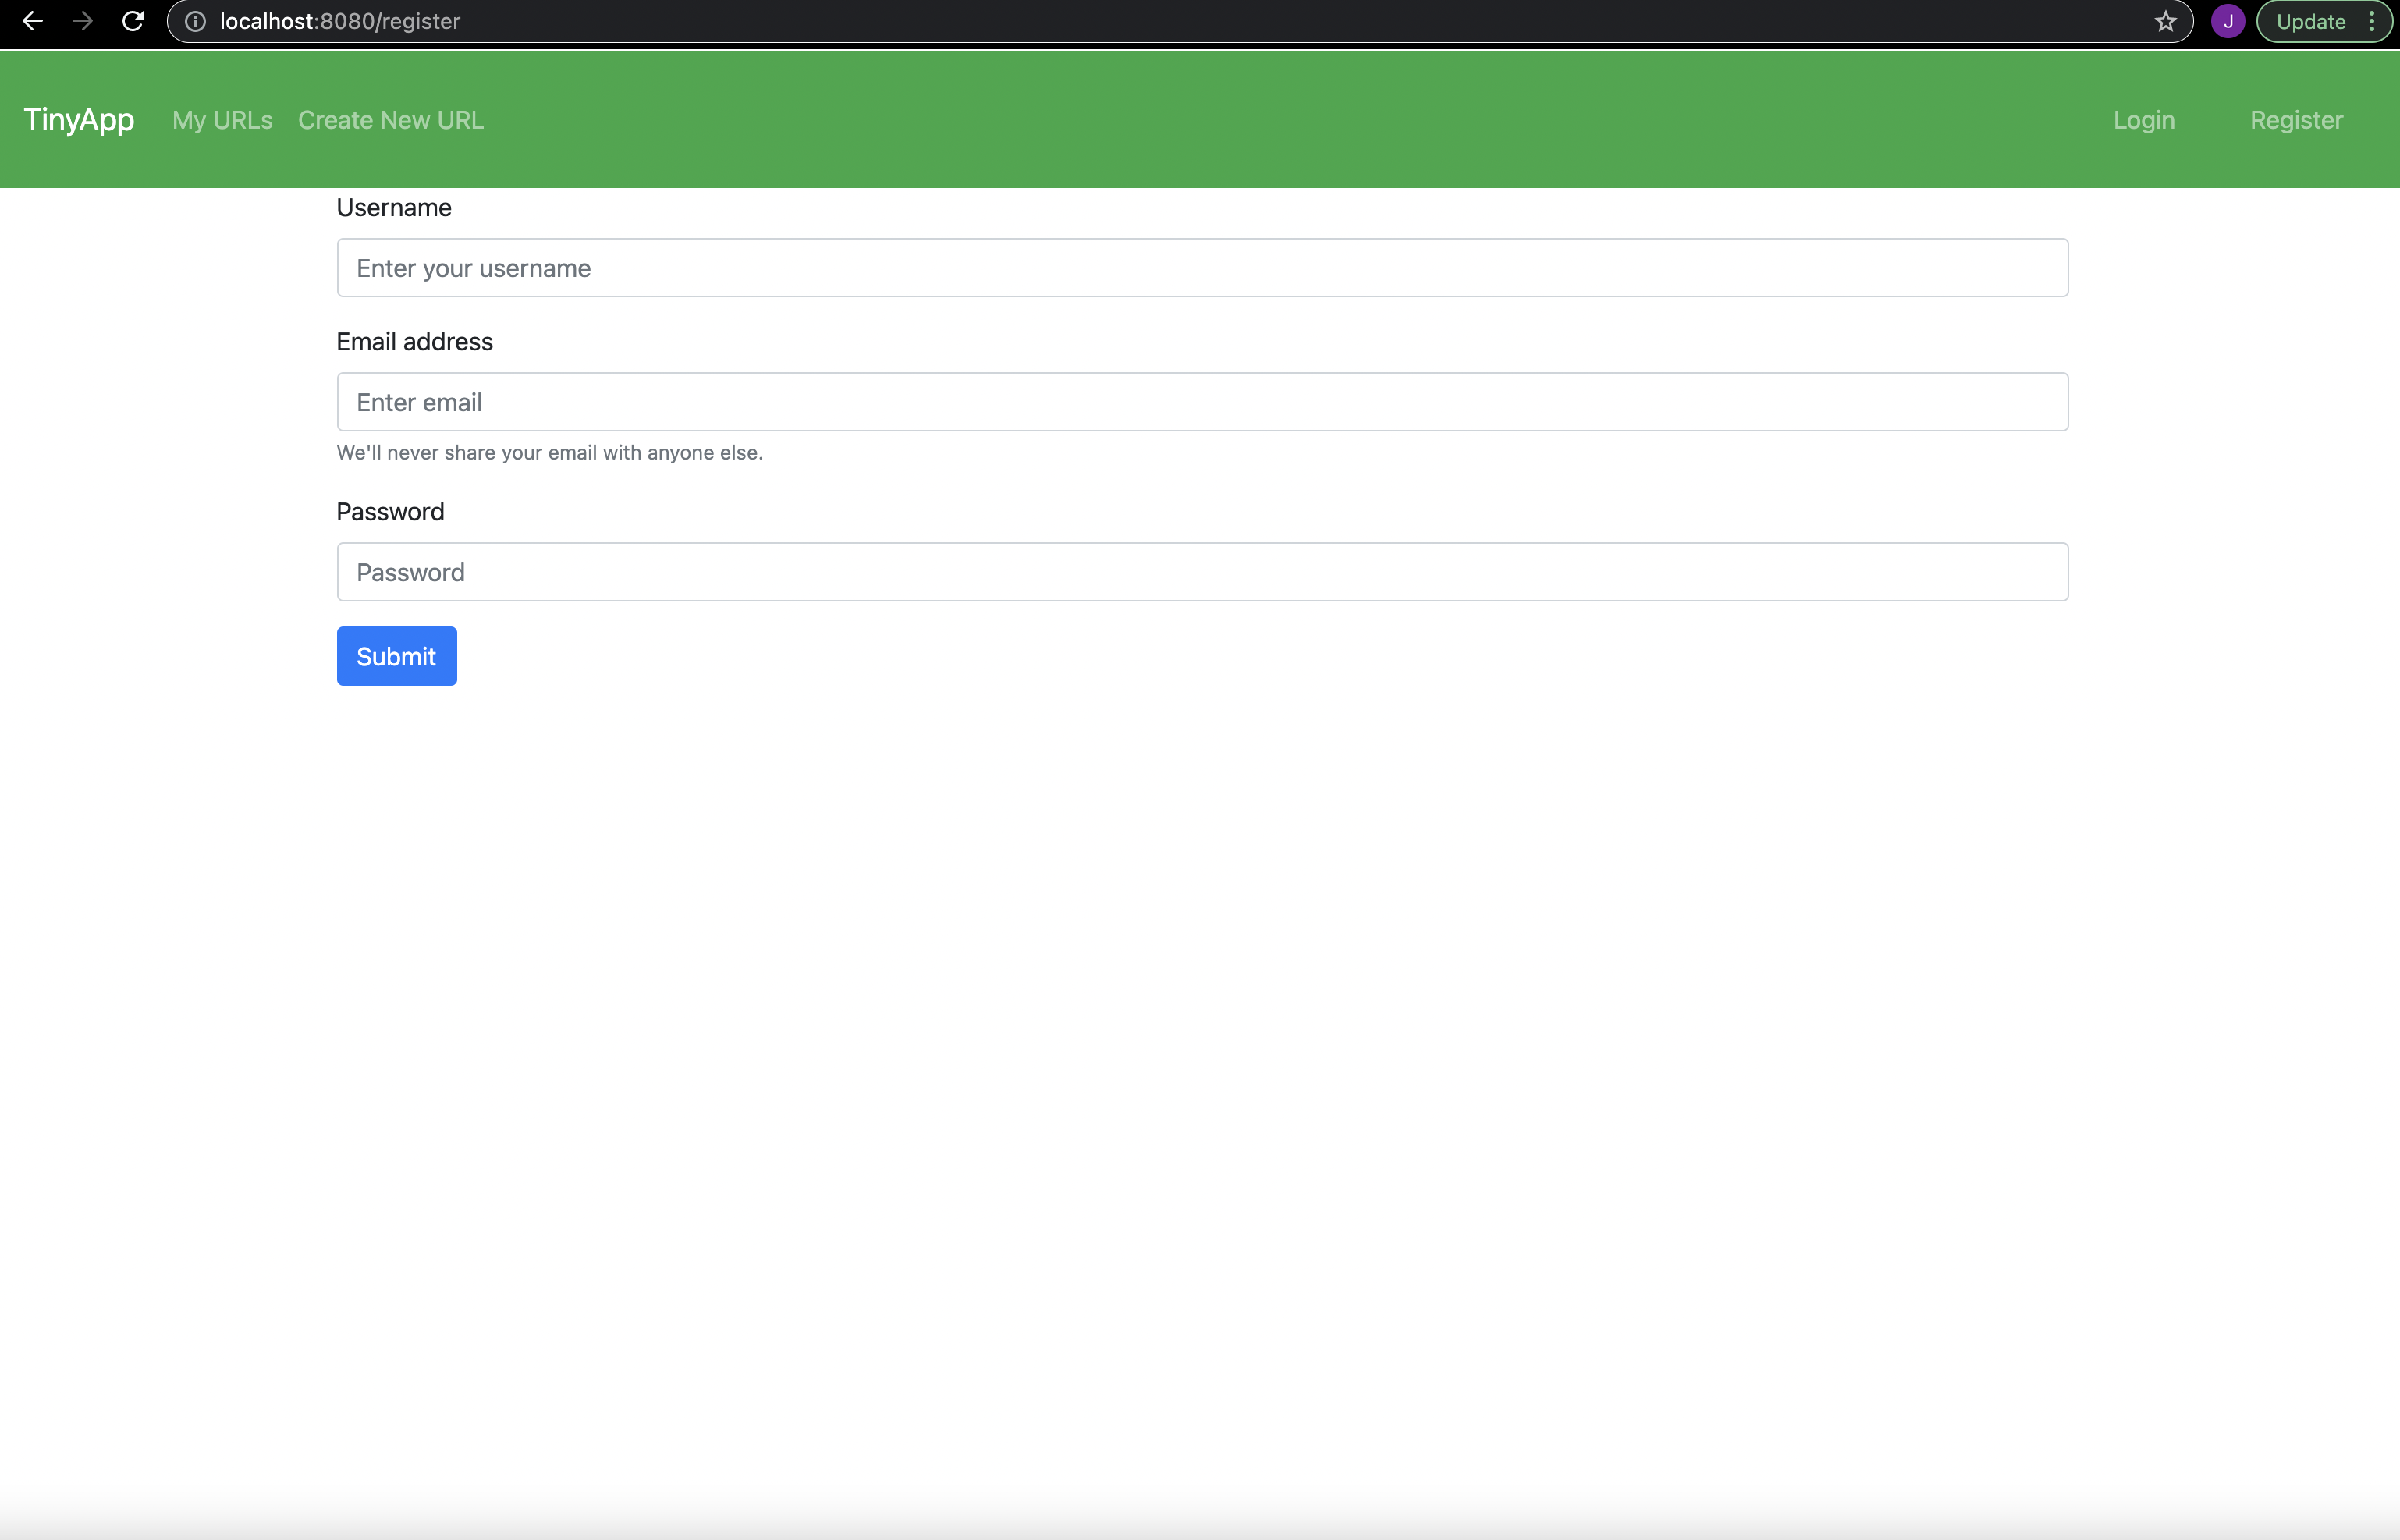 localhost:8080/register
J
Update
TinyApp My URLs Create New URL Login Register
Username
Enter your username
Email address
Enter email
We'll never share your email with anyone else.
Password
Password
Submit